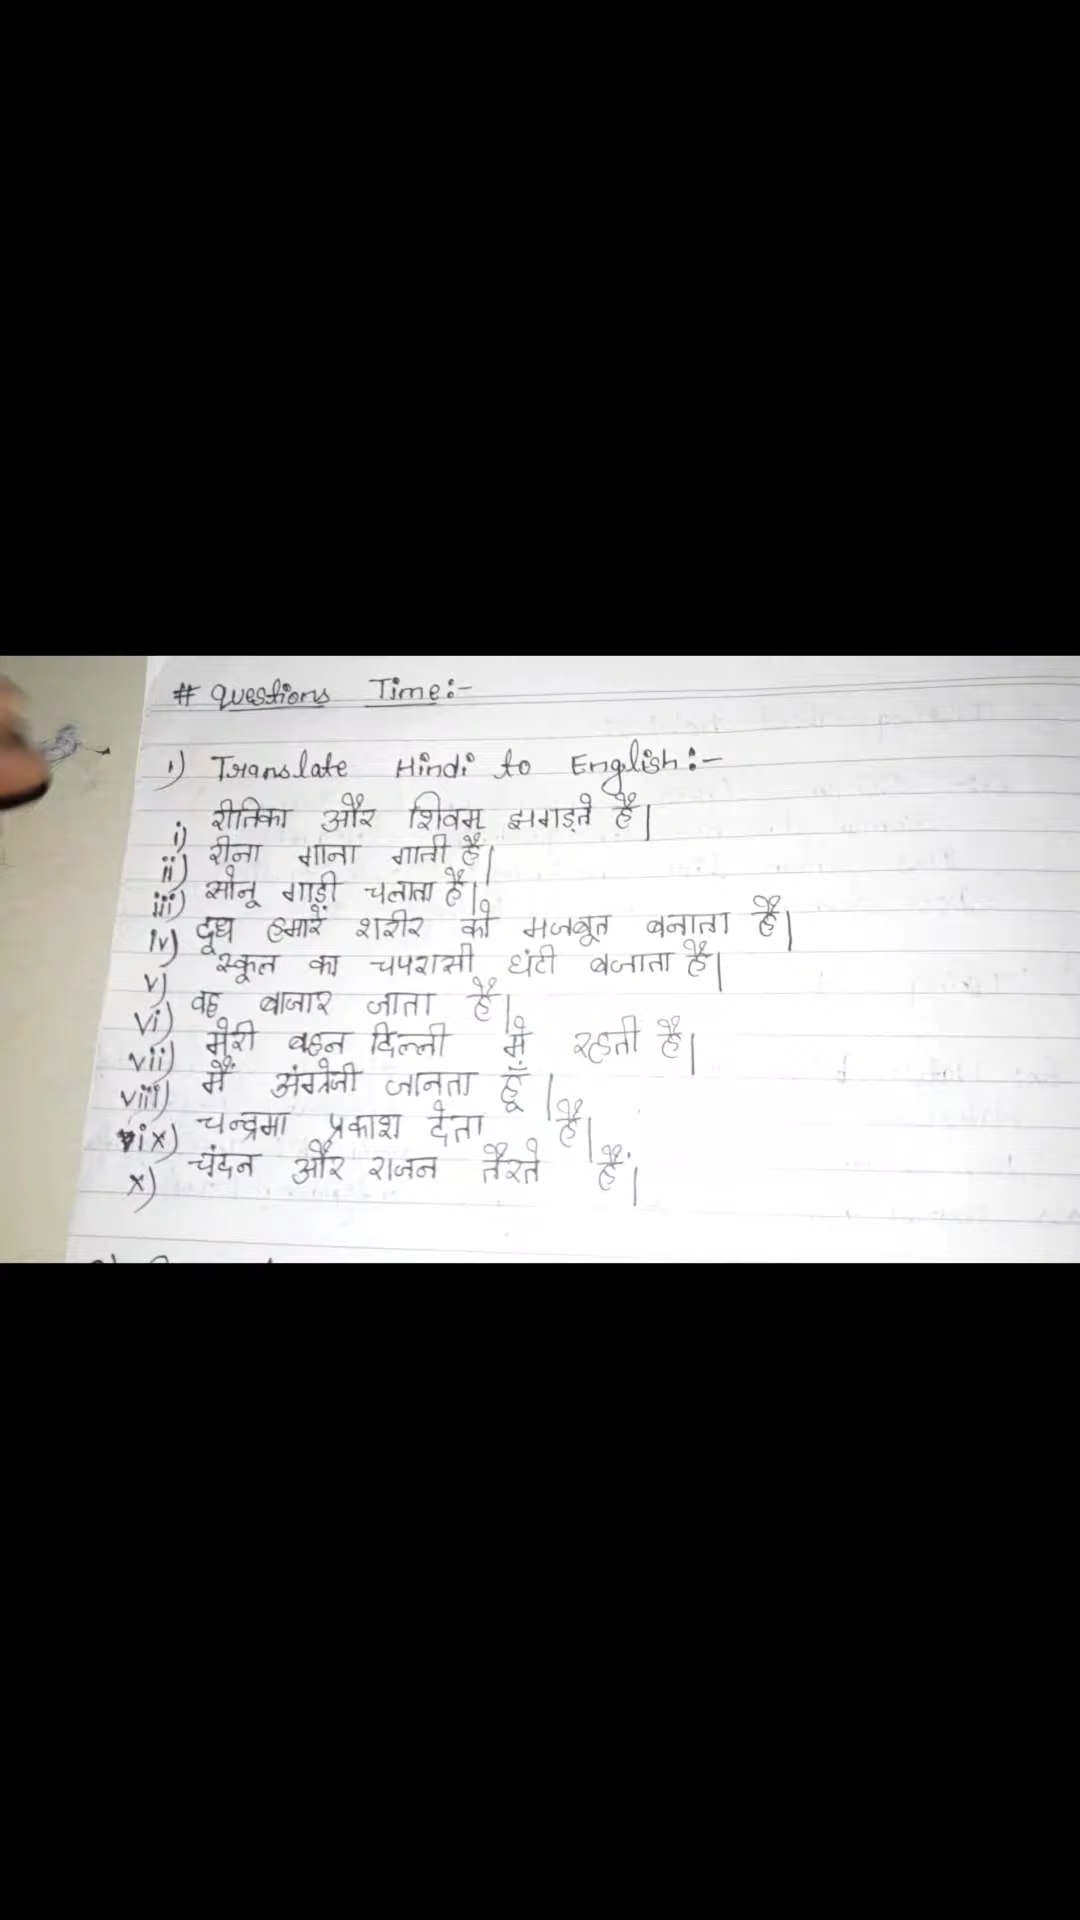 # Questions Time:-
1) Translate Hindi to English:-
i) रीतिका और शिवम् झगड़ते हैं।
ii) रीना गाना गाती है।
iii) सोनू गाड़ी चलाता है।
iv) दूध हमारे शरीर को मजबूत बनाता है।
v) स्कूल का चपरासी घंटी बजाता है।
vi) वह बाजार जाता है।
vii) मेरी बहन दिल्ली में रहती है।
viii) मैं अंग्रेजी जानता हूँ।
ix) चन्द्रमा प्रकाश देता है।
x) चंदन और राजन तैरते हैं।